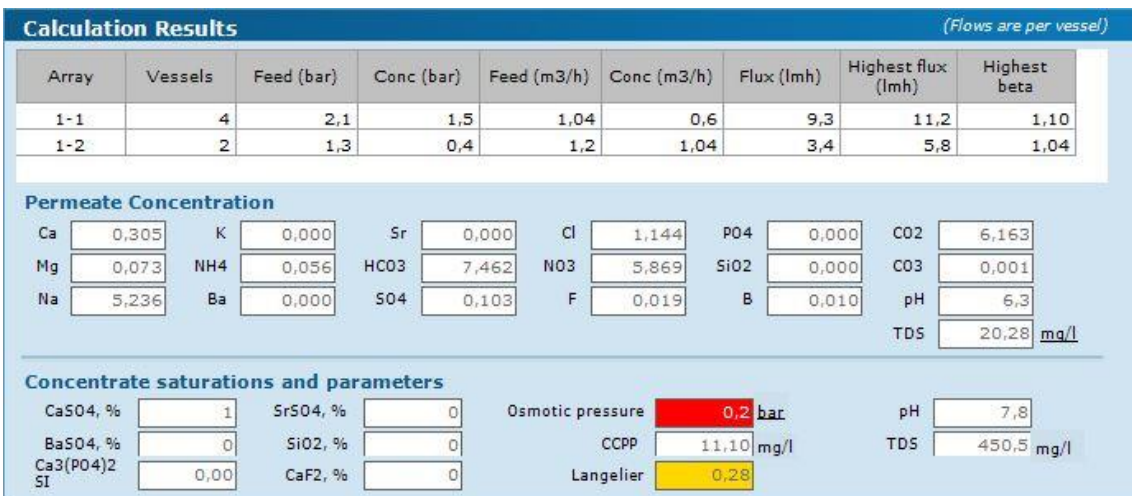 Calculation Results (Flows are per vessel)
Array Vessels Feed (bar) Conc (bar) Feed (m3/h) Conc (m3/h) Flux (lmh) Highest flux (lmh) Highest beta
1-1 4 2,1 1,5 1,04 0,6 9,3 11,2 1,10
1-2 2 1,3 0,4 1,2 1,04 3,4 5,8 1,04
Permeate Concentration
Ca 0,305 K 0,000 Sr 0,000 Cl 1,144 PO4 0,000 CO2 6,163
Mg 0,073 NH4 0,056 HCO3 7,462 NO3 5,869 SiO2 0,000 CO3 0,001
Na 5,236 Ba 0,000 SO4 0,103 F 0,019 B 0,010 pH 6,3
TDS 20,28 mg/l
Concentrate saturations and parameters
CaSO4, % 1 SrSO4, % 0 Osmotic pressure 0,2 bar pH 7,8
BaSO4, % 0 SiO2, % 0 CCPP 11,10 mg/l TDS 450,5 mg/l
Ca3(PO4)2 SI 0,00 CaF2, % 0 Langelier 0,28